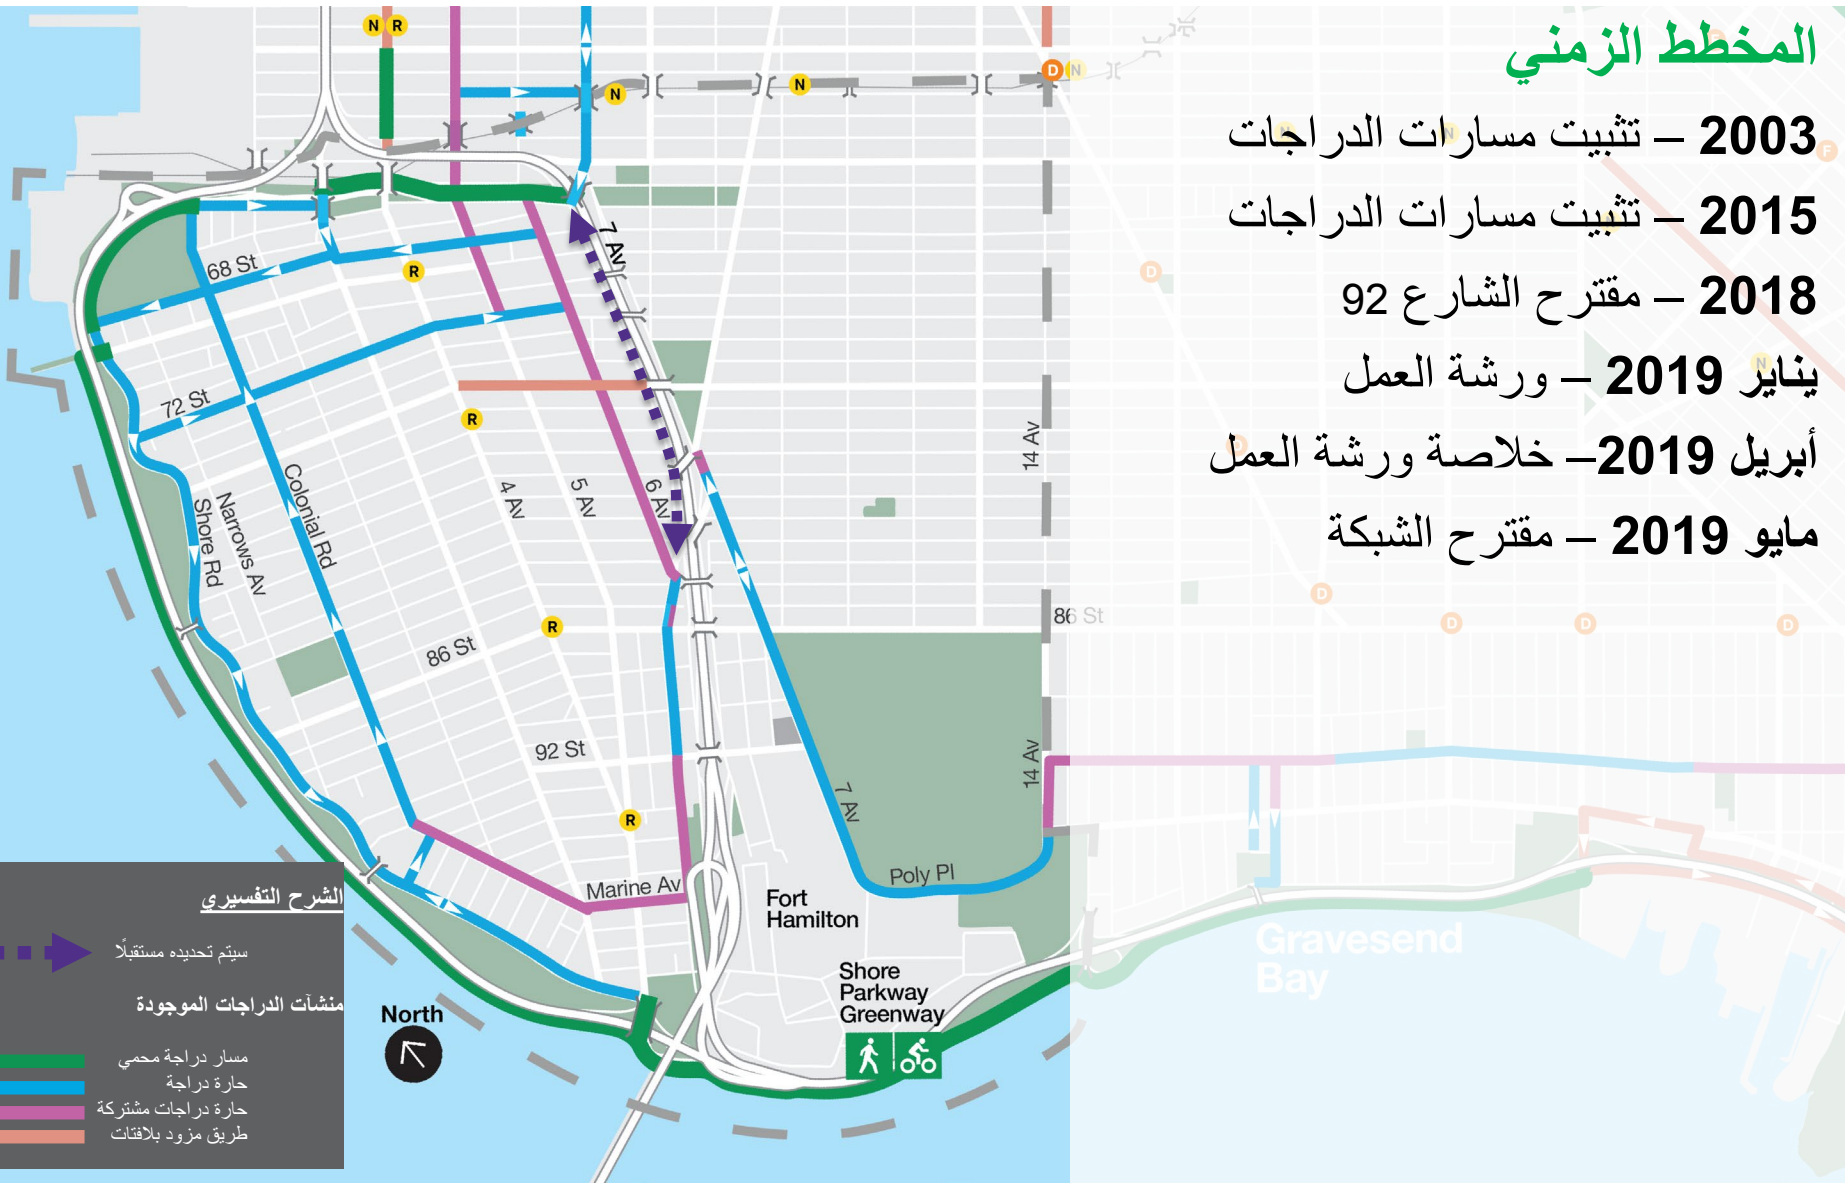 المخطط الزمني
2003 – تثبيت مسارات الدراجات
2015 – تثبيت مسارات الدراجات
2018 – مقترح الشارع 92
يناير 2019 – ورشة العمل
أبريل 2019– خلاصة ورشة العمل
مايو 2019 – مقترح الشبكة
N R
N
N
D N
N
N
F
F
D
N
D
7 Av
68 St
R
72 St
R
14 Av
Colonial Rd
Narrows Av
Shore Rd
4 Av
5 Av
6 Av
86 St
D
D
D
D
R
86 St
92 St
14 Av
7 Av
R
Marine Av
Poly Pl
Fort
Hamilton
Gravesend
Bay
Shore
Parkway
Greenway
North
الشرح التفسيري
سيتم تحديده مستقبلًا
منشآت الدراجات الموجودة
مسار دراجة محمي
حارة دراجة
حارة دراجات مشتركة
طريق مزود بلافتات